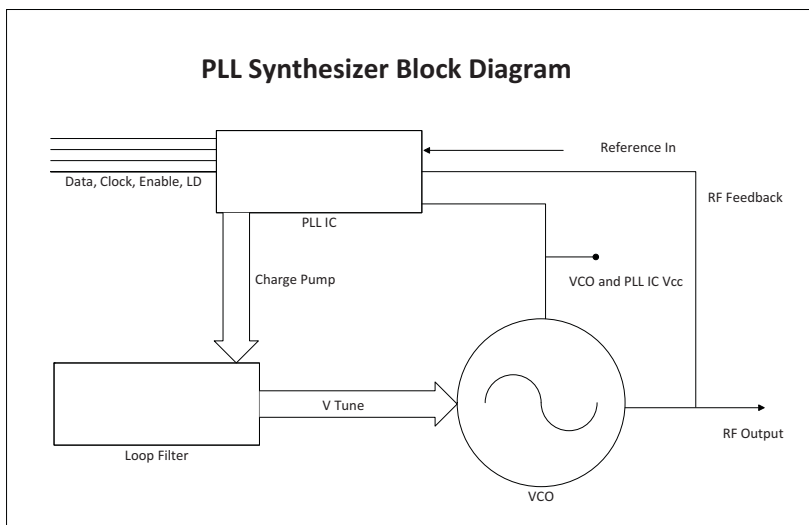 PLL Synthesizer Block Diagram
Reference In
Data, Clock, Enable, LD
RF Feedback
PLL IC
Charge Pump
VCO and PLL IC Vcc
V Tune
RF Output
Loop Filter
VCO